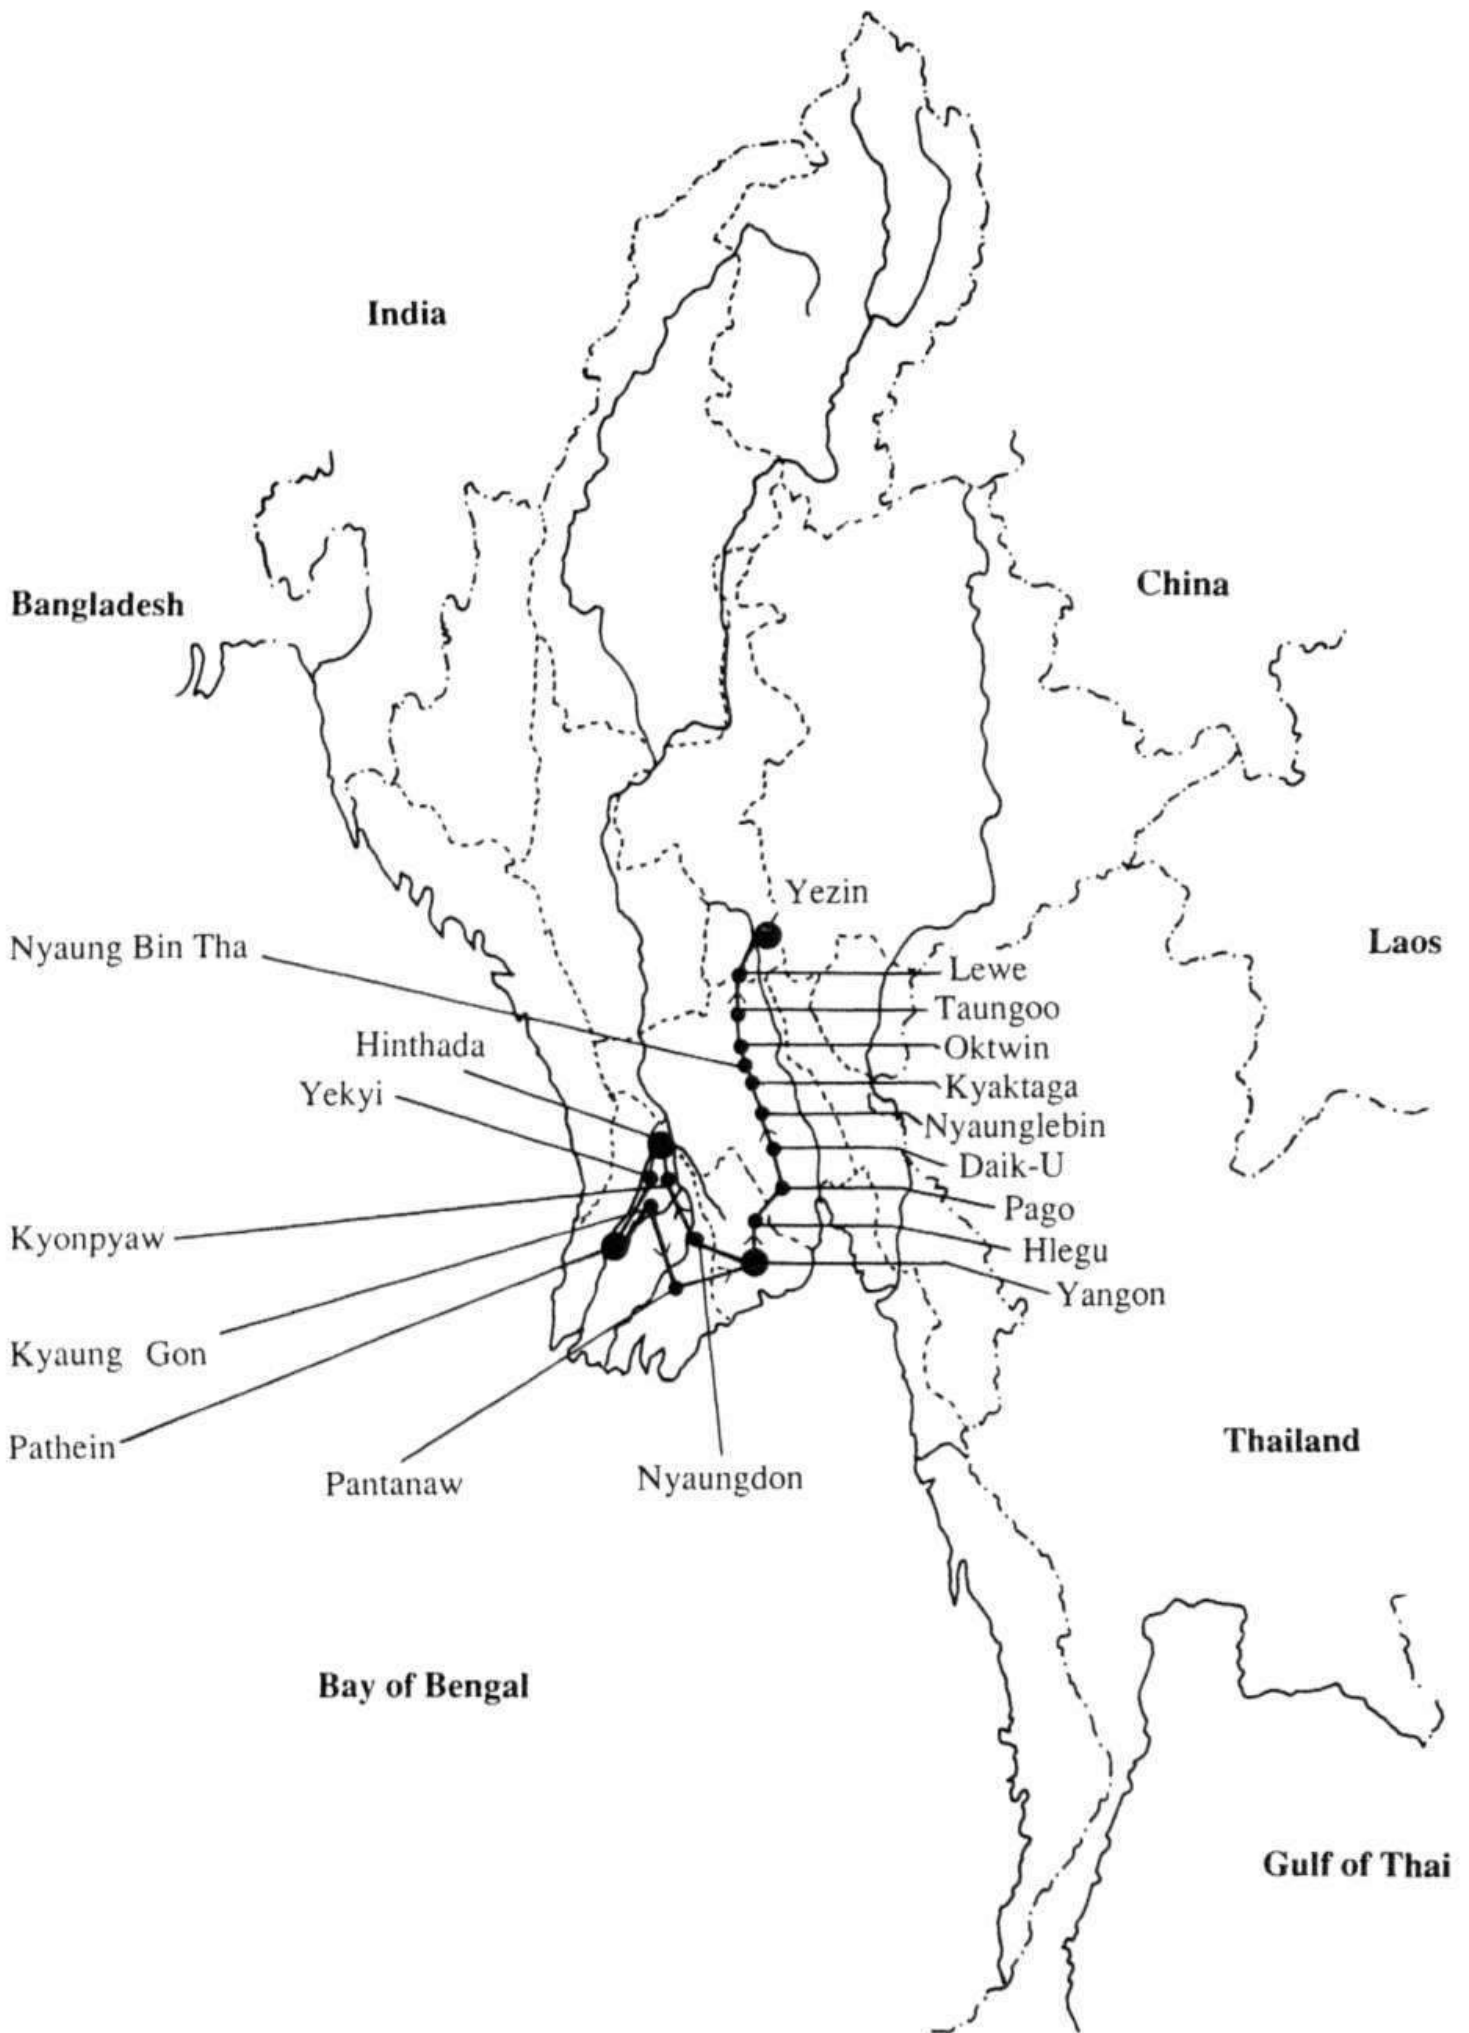 India
China
Bangladesh
Yezin
Laos
Nyaung Bin Tha
Lewe
Taungoo
Hinthada
Oktwin
Yekyi
Kyaktaga
Nyaunglebin
Daik-U
Pago
Kyonpyaw
Hlegu
Yangon
Kyaung Gon
Pathein
Thailand
Pantanaw
Nyaungdon
Bay of Bengal
Gulf of Thai